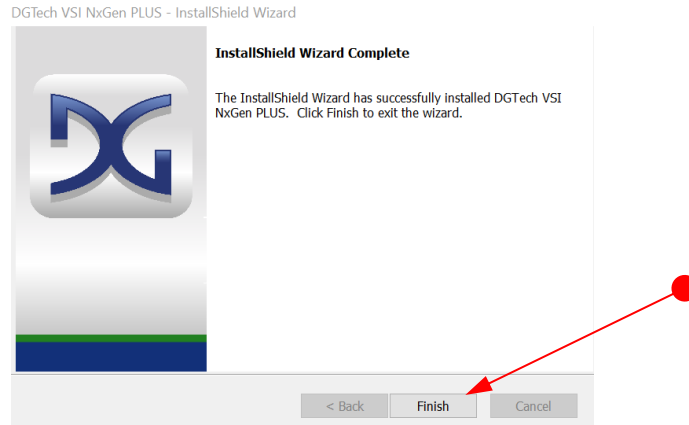 DGTech VSI NxGen PLUS - InstallShield Wizard
InstallShield Wizard Complete
The InstallShield Wizard has successfully installed DGTech VSI
NxGen PLUS. Click Finish to exit the wizard.
DG
< Back Finish Cancel